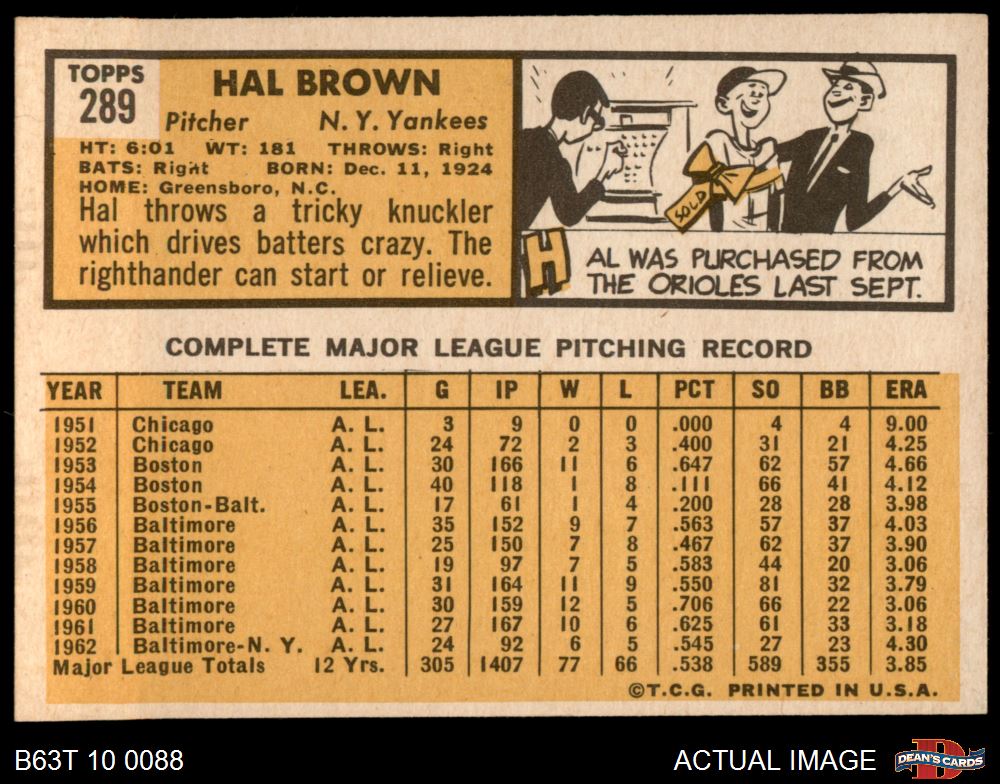 TOPPS
289
HAL BROWN
Pitcher N. Y. Yankees
HT: 6:01 WT: 181 THROWS: Right
BATS: Right BORN: Dec. 11, 1924
HOME: Greensboro, N.C.
Hal throws a tricky knuckler
which drives batters crazy. The
righthander can start or relieve.
SOLD
HAL WAS PURCHASED FROM
THE ORIOLES LAST SEPT.
COMPLETE MAJOR LEAGUE PITCHING RECORD
YEAR TEAM LEA. G IP W L PCT SO BB ERA
1951 Chicago A. L. 3 9 0 0 .000 4 4 9.00
1952 Chicago A. L. 24 72 2 3 .400 31 21 4.25
1953 Boston A. L. 30 166 11 6 .647 62 57 4.66
1954 Boston A. L. 40 118 1 8 .111 66 41 4.12
1955 Boston-Balt. A. L. 17 61 1 4 .200 28 28 3.98
1956 Baltimore A. L. 35 152 9 7 .563 57 37 4.03
1957 Baltimore A. L. 25 150 7 8 .467 62 37 3.90
1958 Baltimore A. L. 19 97 7 5 .583 44 20 3.06
1959 Baltimore A. L. 31 164 11 9 .550 81 32 3.79
1960 Baltimore A. L. 30 159 12 5 .706 66 22 3.06
1961 Baltimore A. L. 27 167 10 6 .625 61 33 3.18
1962 Baltimore-N. Y. A. L. 24 92 6 5 .545 27 23 4.30
Major League Totals 12 Yrs. 305 1407 77 66 .538 589 355 3.85
©T.C.G. PRINTED IN U.S.A.
B63T 10 0088 ACTUAL IMAGE
D
DEAN'S CARDS